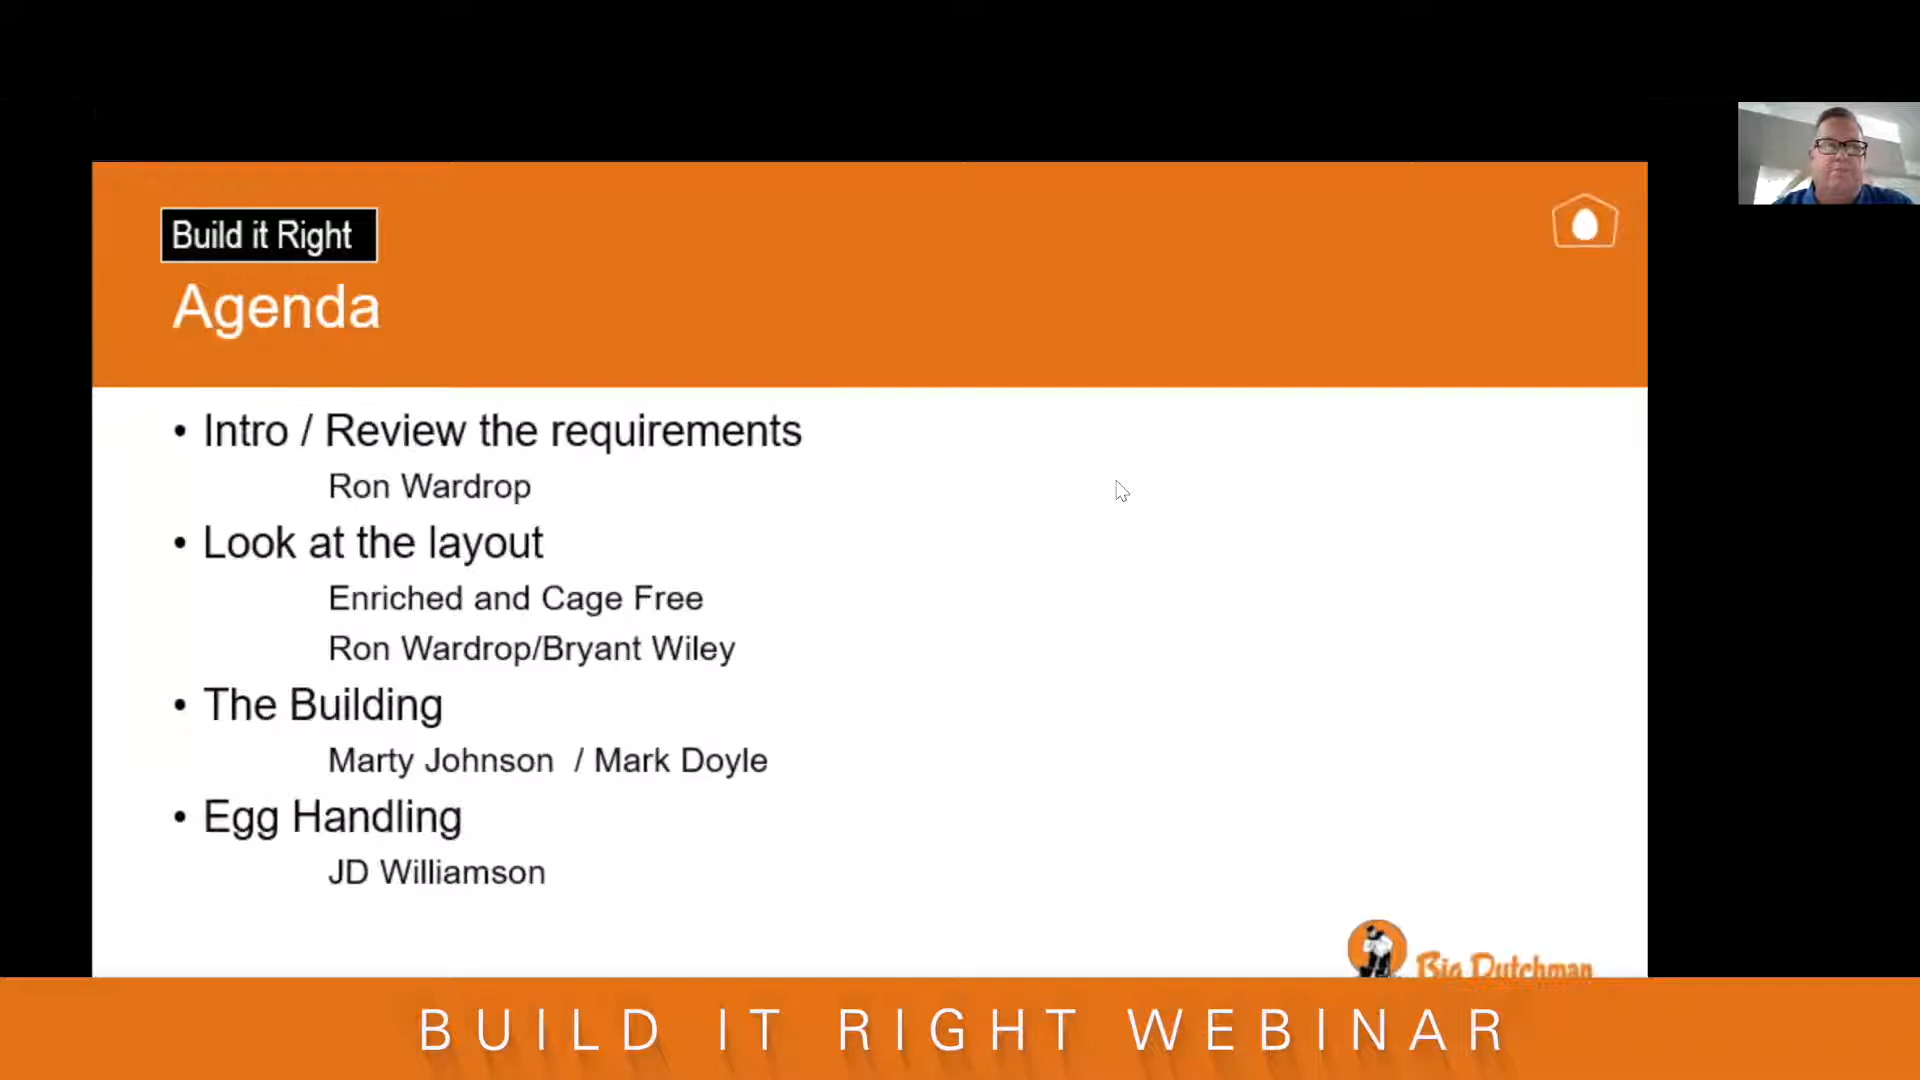 Build it Right
Agenda
• Intro / Review the requirements
Ron Wardrop
• Look at the layout
Enriched and Cage Free
Ron Wardrop/Bryant Wiley
• The Building
Marty Johnson / Mark Doyle
• Egg Handling
JD Williamson
Big Dutchman
BUILD IT RIGHT WEBINAR